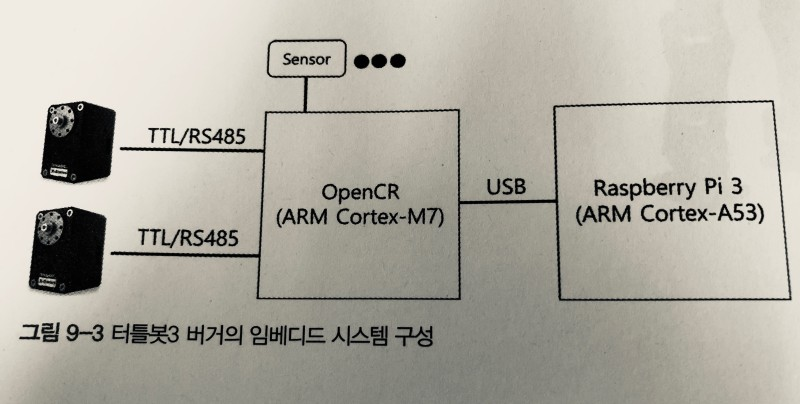 Sensor
TTL/RS485
OpenCR
(ARM Cortex-M7)
USB
Raspberry Pi 3
(ARM Cortex-A53)
TTL/RS485
그림 9-3 터틀봇3 버거의 임베디드 시스템 구성